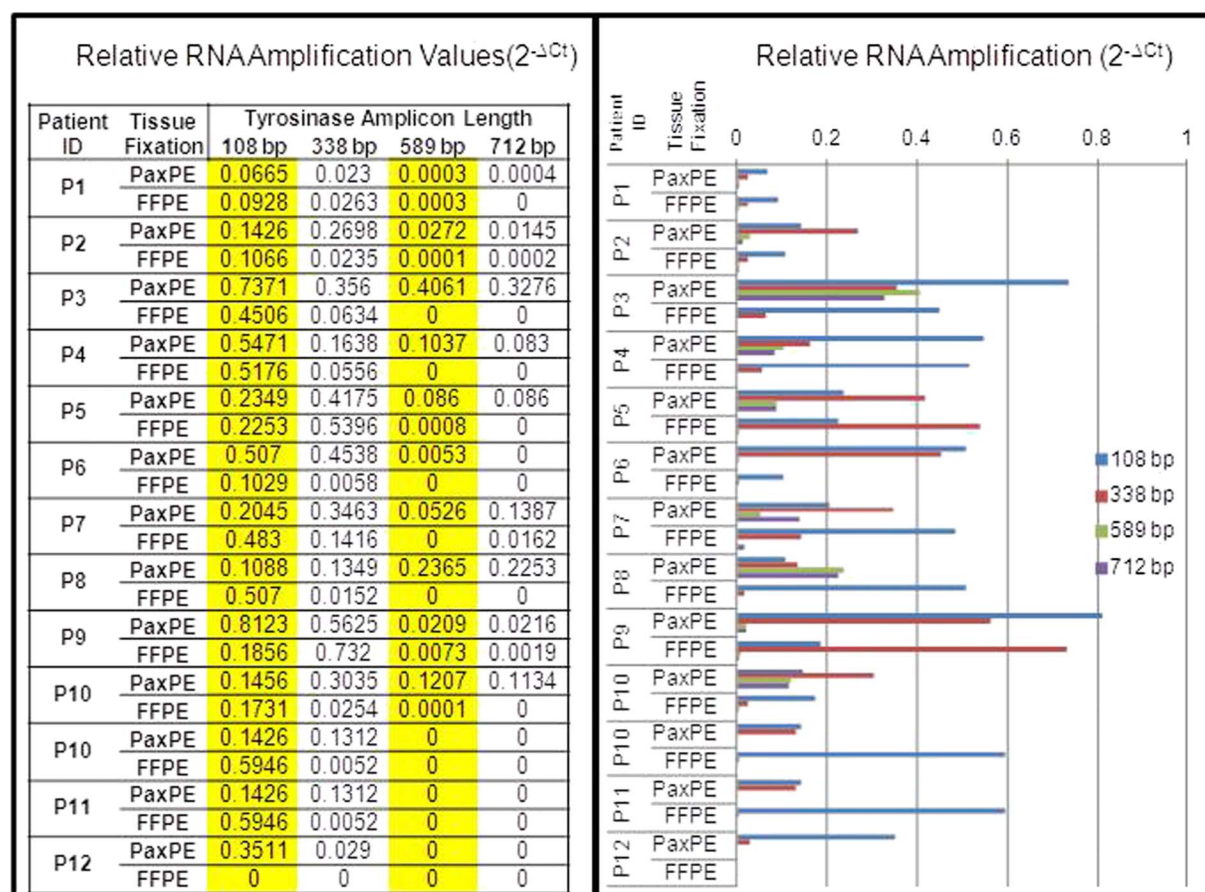 Relative RNA Amplification Values(2-ΔCt)
Patient ID Tissue Fixation Tyrosinase Amplicon Length
108 bp 338 bp 589 bp 712 bp
P1 PaxPE 0.0665 0.023 0.0003 0.0004
FFPE 0.0928 0.0263 0.0003 0
P2 PaxPE 0.1426 0.2698 0.0272 0.0145
FFPE 0.1066 0.0235 0.0001 0.0002
P3 PaxPE 0.7371 0.356 0.4061 0.3276
FFPE 0.4506 0.0634 0 0
P4 PaxPE 0.5471 0.1638 0.1037 0.083
FFPE 0.5176 0.0556 0 0
P5 PaxPE 0.2349 0.4175 0.086 0.086
FFPE 0.2253 0.5396 0.0008 0
P6 PaxPE 0.507 0.4538 0.0053 0
FFPE 0.1029 0.0058 0 0
P7 PaxPE 0.2045 0.3463 0.0526 0.1387
FFPE 0.483 0.1416 0 0.0162
P8 PaxPE 0.1088 0.1349 0.2365 0.2253
FFPE 0.507 0.0152 0 0
P9 PaxPE 0.8123 0.5625 0.0209 0.0216
FFPE 0.1856 0.732 0.0073 0.0019
P10 PaxPE 0.1456 0.3035 0.1207 0.1134
FFPE 0.1731 0.0254 0.0001 0
P10 PaxPE 0.1426 0.1312 0 0
FFPE 0.5946 0.0052 0 0
P11 PaxPE 0.1426 0.1312 0 0
FFPE 0.5946 0.0052 0 0
P12 PaxPE 0.3511 0.029 0 0
FFPE 0 0 0 0
Relative RNA Amplification (2-ΔCt)
Patient ID Tissue Fixation
0 0.2 0.4 0.6 0.8 1
P1 PaxPE
FFPE
P2 PaxPE
FFPE
P3 PaxPE
FFPE
P4 PaxPE
FFPE
P5 PaxPE
FFPE
P6 PaxPE
FFPE
P7 PaxPE
FFPE
P8 PaxPE
FFPE
P9 PaxPE
FFPE
P10 PaxPE
FFPE
P10 PaxPE
FFPE
P11 PaxPE
FFPE
P12 PaxPE
FFPE
108 bp
338 bp
589 bp
712 bp